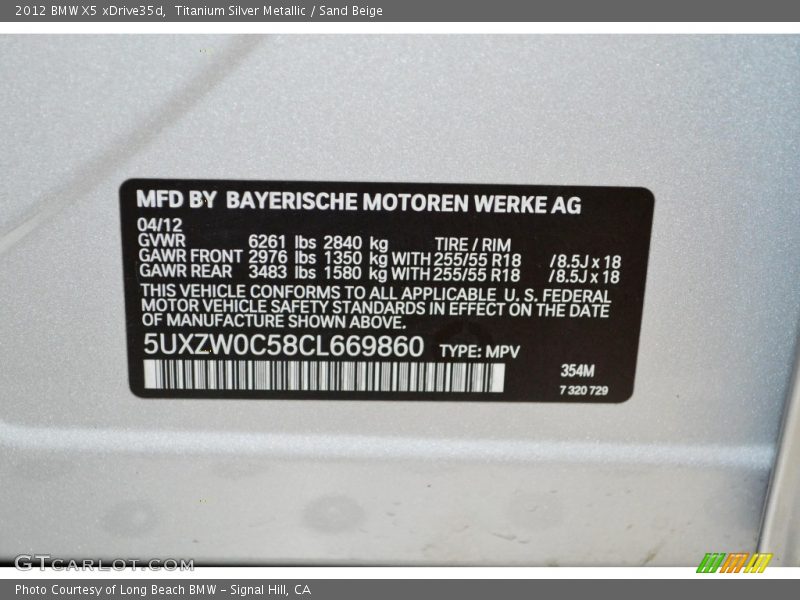 2012 BMW X5 xDrive35d, Titanium Silver Metallic / Sand Beige
MFD BY BAYERISCHE MOTOREN WERKE AG
04/12
GVWR 6261 lbs 2840 kg TIRE / RIM
GAWR FRONT 2976 lbs 1350 kg WITH 255/55 R18 /8.5J x 18
GAWR REAR 3483 lbs 1580 kg WITH 255/55 R18 /8.5J x 18
THIS VEHICLE CONFORMS TO ALL APPLICABLE U. S. FEDERAL
MOTOR VEHICLE SAFETY STANDARDS IN EFFECT ON THE DATE
OF MANUFACTURE SHOWN ABOVE.
5UXZW0C58CL669860 TYPE: MPV
354M
7 320 729
GTCARLOT.COM
Photo Courtesy of Long Beach BMW - Signal Hill, CA